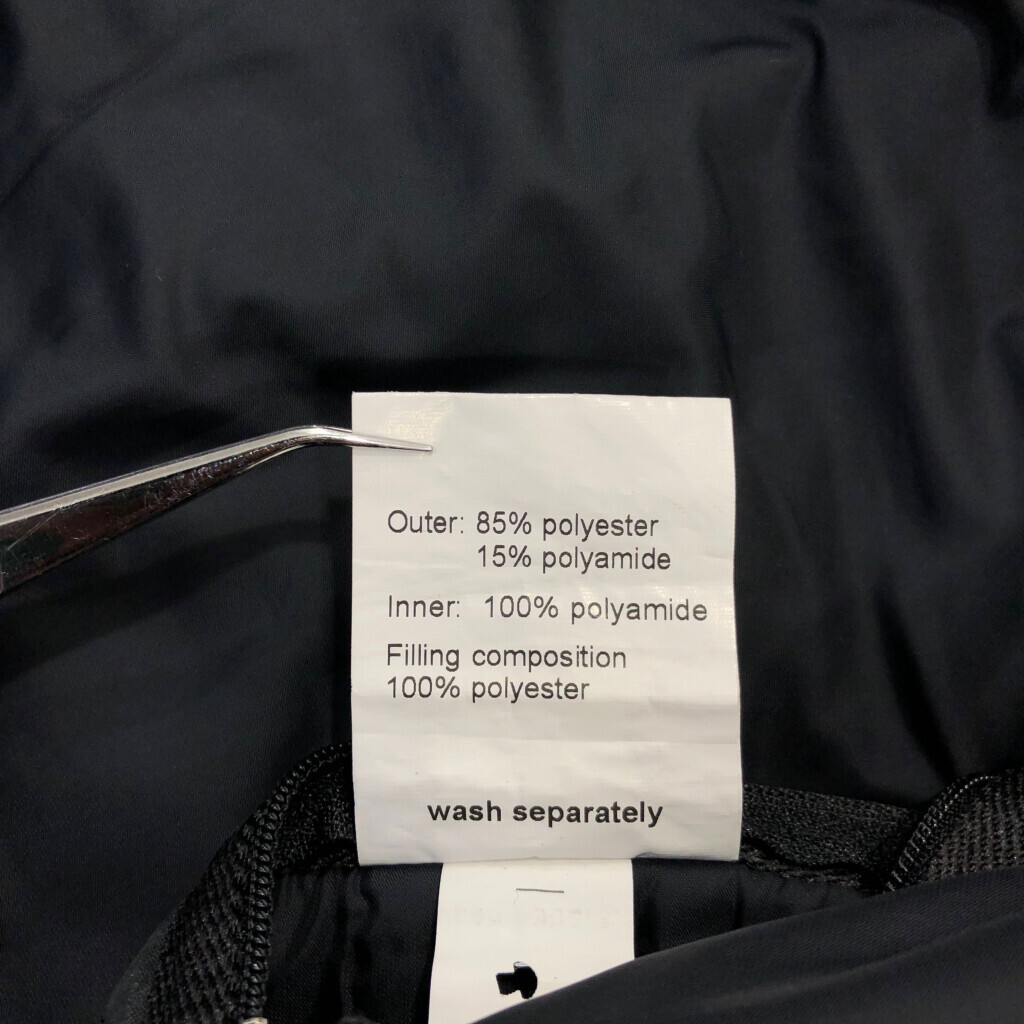 Outer: 85% polyester
15% polyamide
Inner: 100% polyamide
Filling composition
100% polyester
wash separately